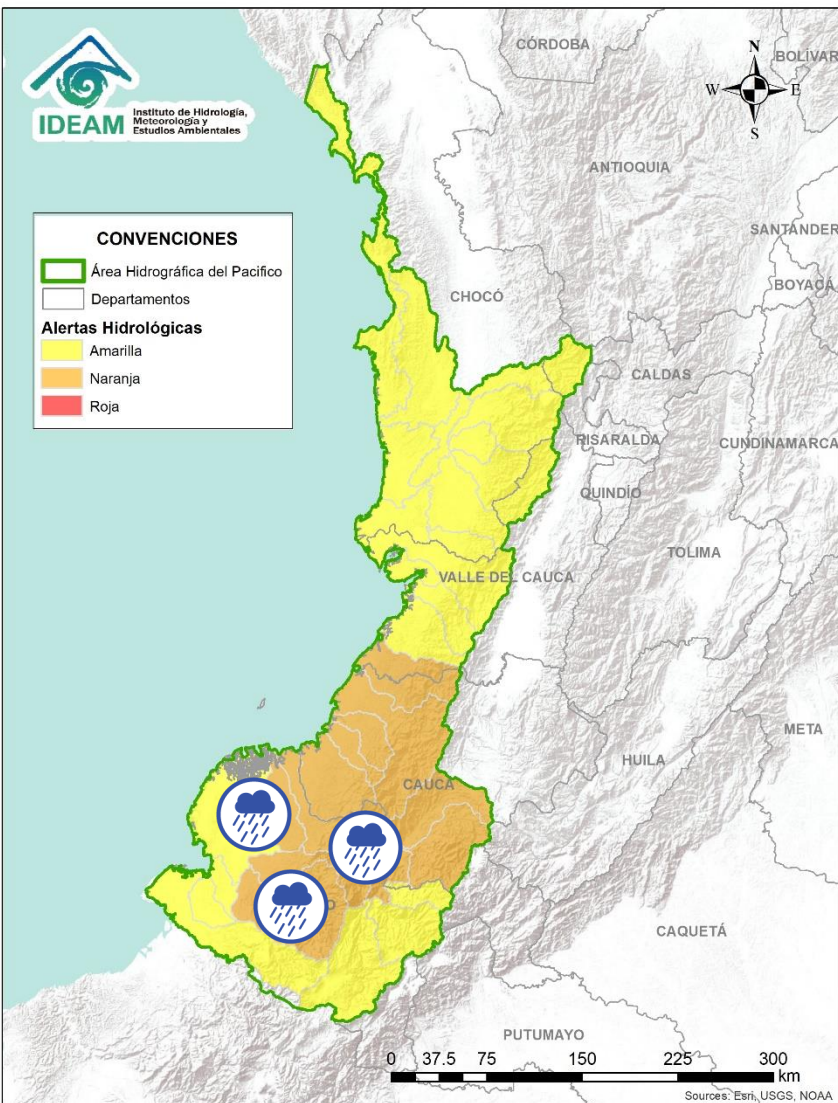 IDEAM
Instituto de Hidrología,
Meteorología y
Estudios Ambientales
CONVENCIONES
Área Hidrográfica del Pacifico
Departamentos
Alertas Hidrológicas
Amarilla
Naranja
Roja
N
W
E
S
CÓRDOBA
BOLÍVAR
ANTIOQUIA
SANTANDER
BOYACÁ
CHOCÓ
CALDAS
RISARALDA
CUNDINAMARCA
QUINDÍO
TOLIMA
VALLE DEL CAUCA
META
HUILA
CAUCA
CAQUETÁ
PUTUMAYO
0 37.5 75 150 225 300
km
Sources: Esri, USGS, NOAA